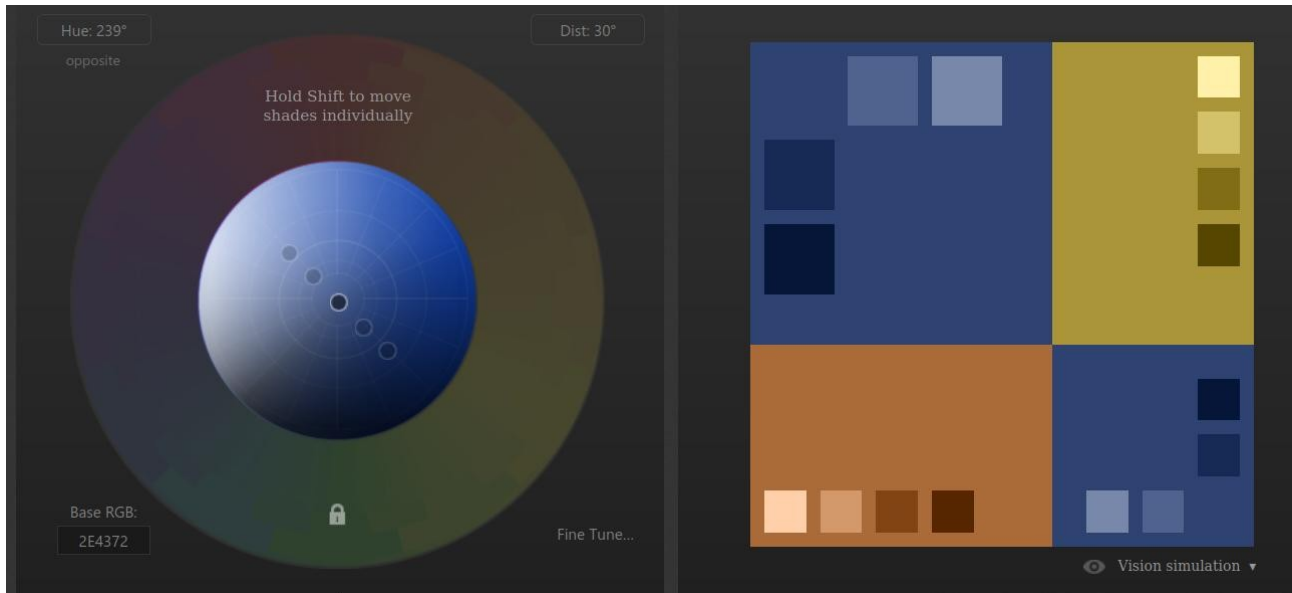 Hue: 239°
Dist: 30°
opposite
Hold Shift to move
shades individually
Base RGB:
2E4372
Fine Tune...
Vision simulation ▾